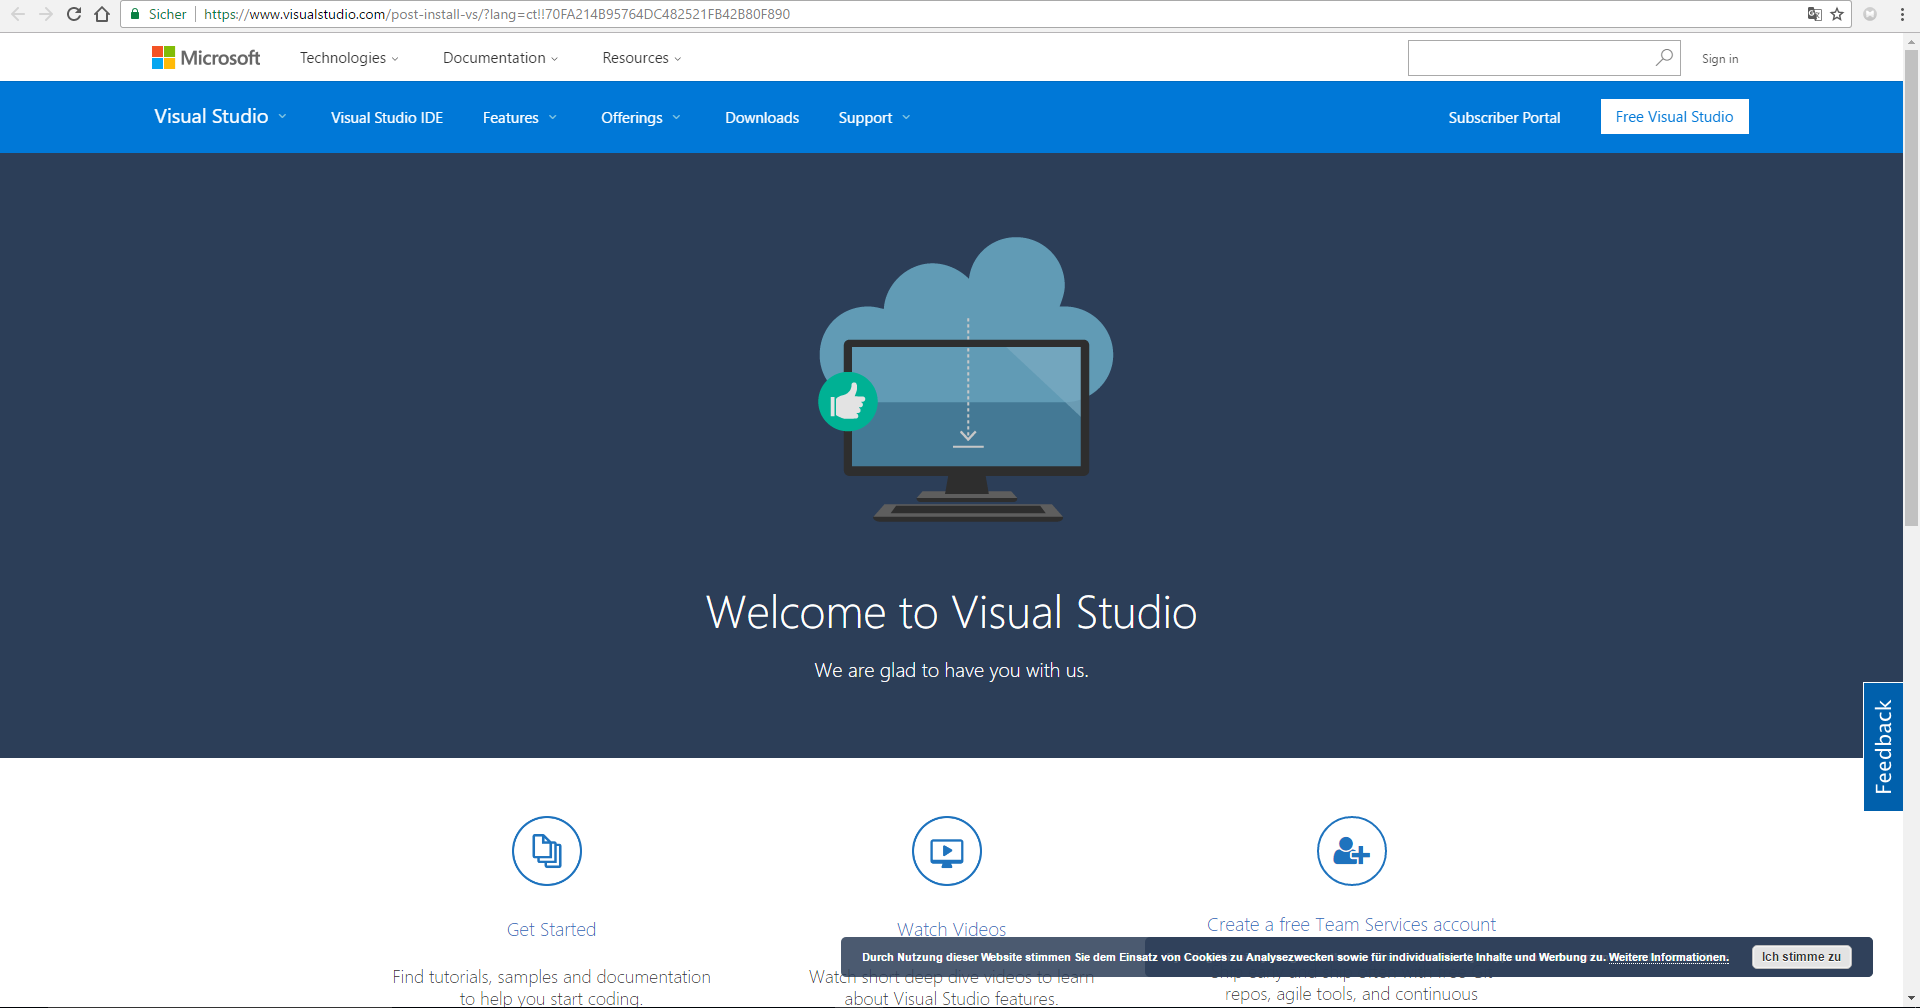 Sicher https://www.visualstudio.com/post-install-vs/?lang=ct!!70FA214B95764DC482521FB42B80F890
Microsoft Technologies Documentation Resources Sign in
Visual Studio Visual Studio IDE Features Offerings Downloads Support Subscriber Portal Free Visual Studio
Welcome to Visual Studio
We are glad to have you with us.
Feedback
Get Started
Find tutorials, samples and documentation
to help you start coding.
Watch Videos
Watch short deep dive videos to learn
about Visual Studio features.
Create a free Team Services account
repos, agile tools, and continuous
Durch Nutzung dieser Website stimmen Sie dem Einsatz von Cookies zu Analysezwecken sowie für individualisierte Inhalte und Werbung zu. Weitere Informationen.
Ich stimme zu